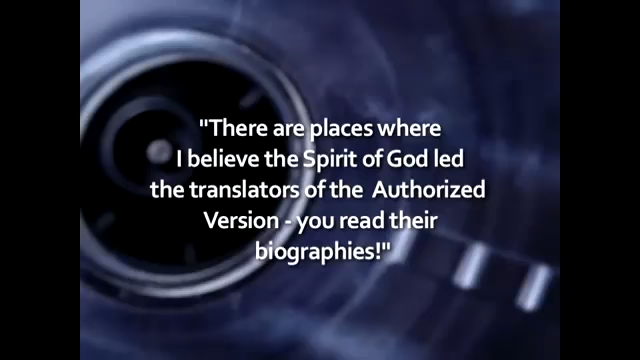 "There are places where
I believe the Spirit of God led
the translators of the Authorized
Version - you read their
biographies!"